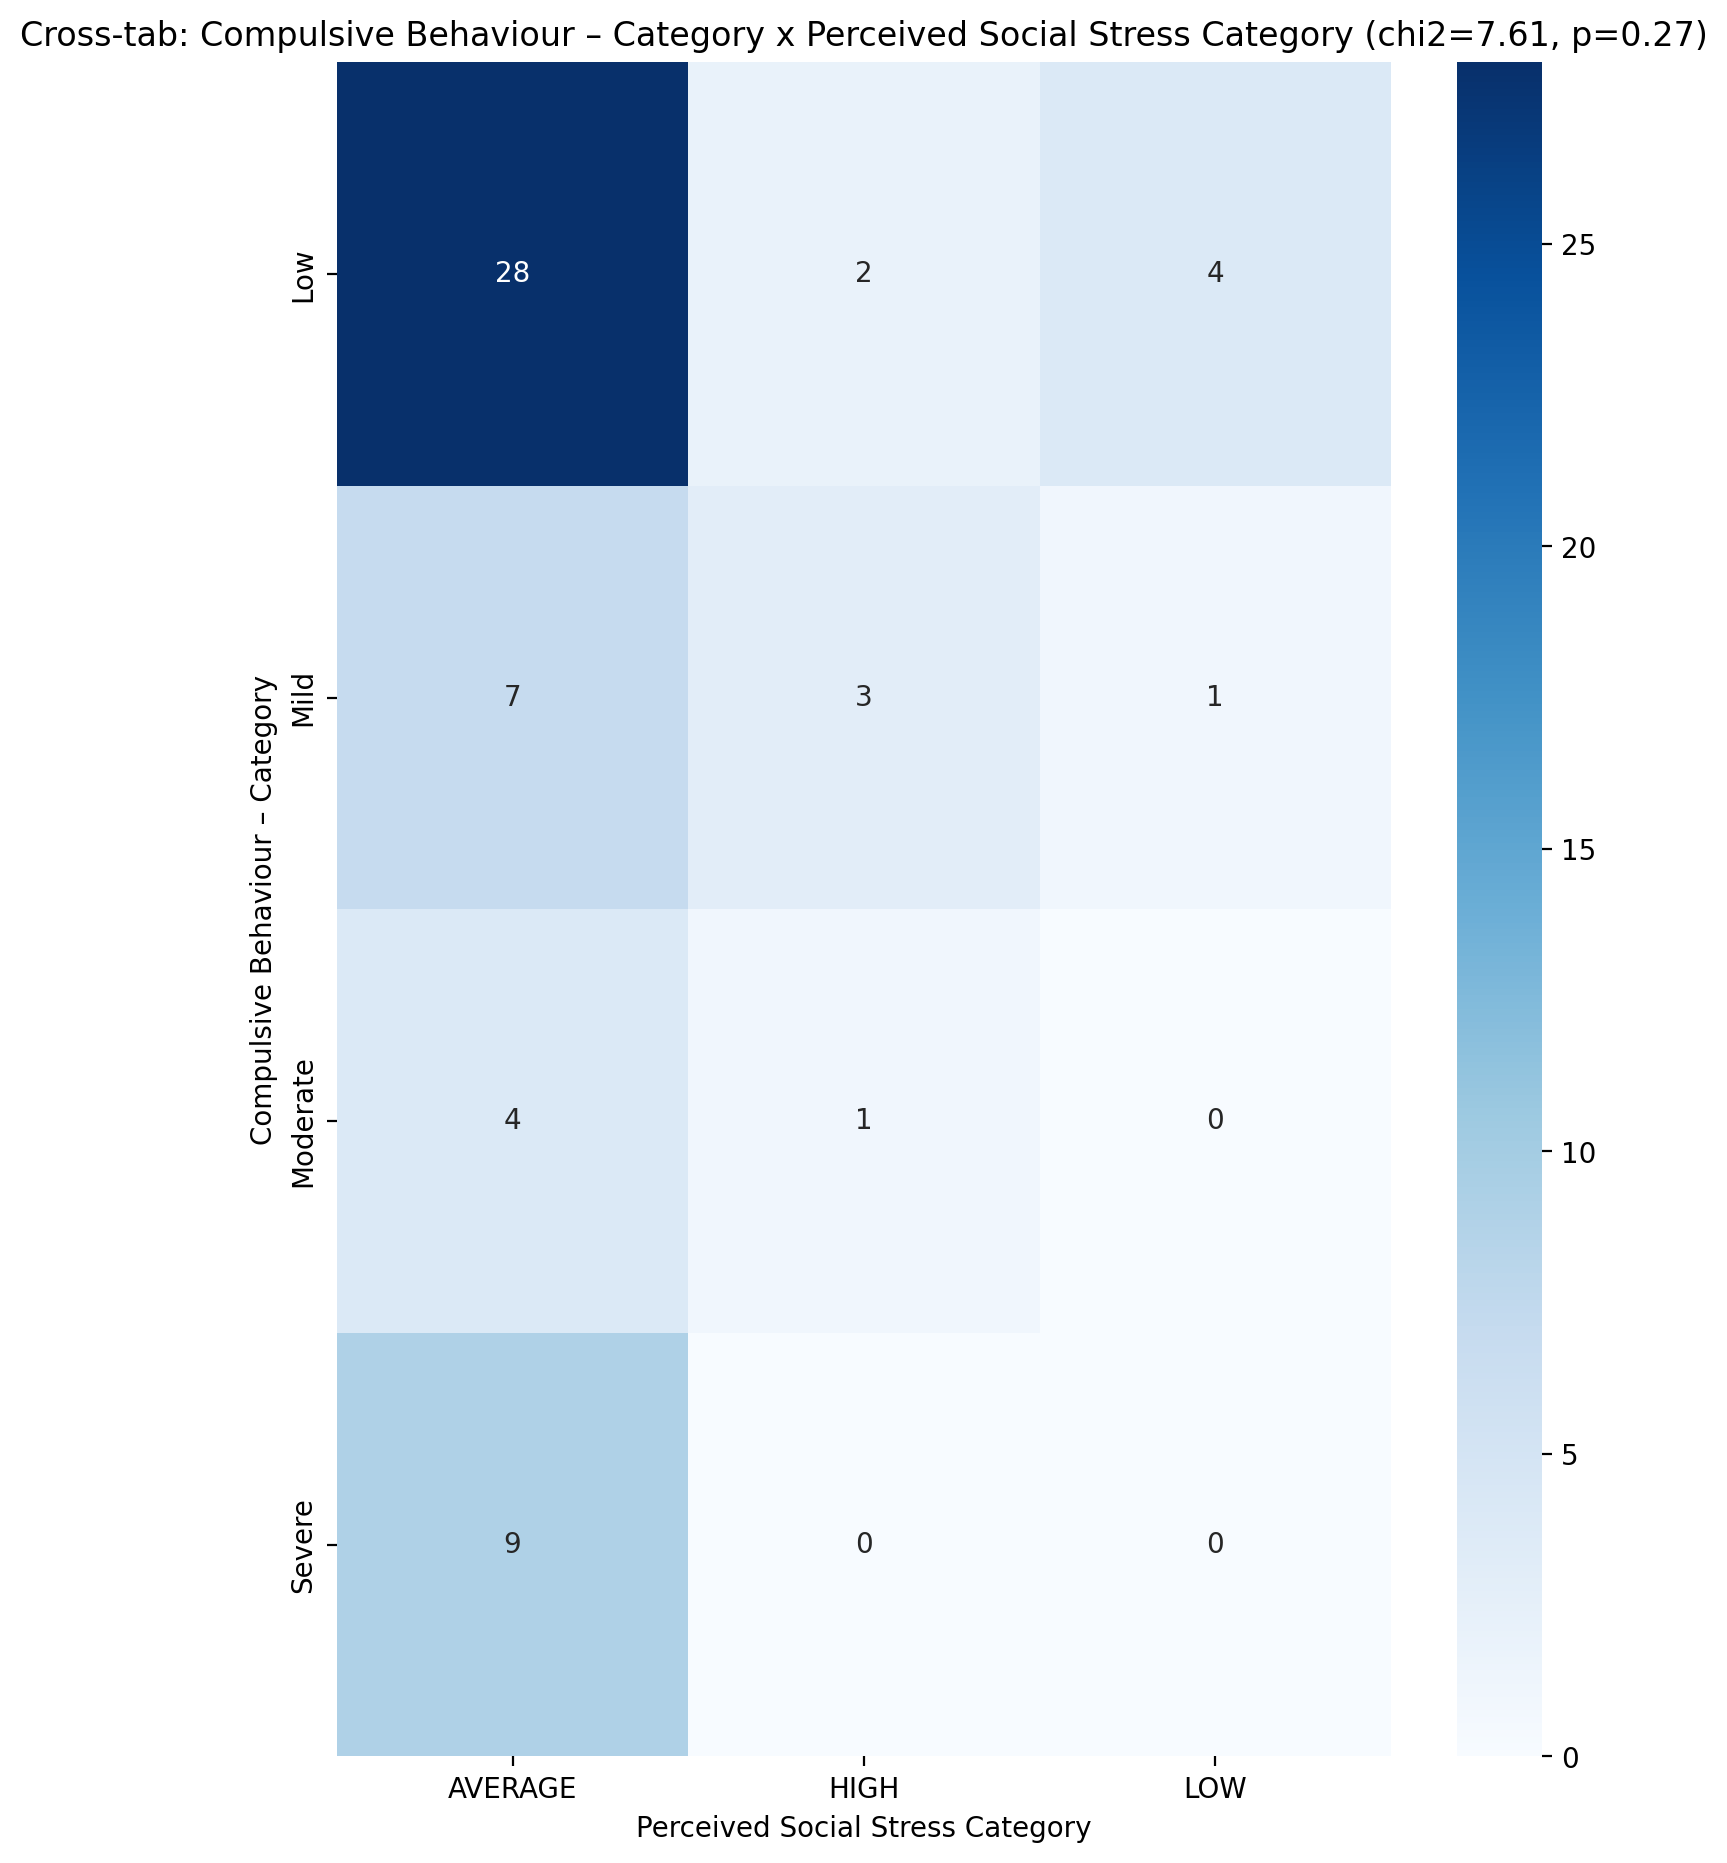 Cross-tab: Compulsive Behaviour – Category x Perceived Social Stress Category (chi2=7.61, p=0.27)
Compulsive Behaviour – Category
Low
28
2
4
Mild
7
3
1
Moderate
4
1
0
Severe
9
0
0
AVERAGE
HIGH
LOW
Perceived Social Stress Category
25
20
15
10
5
0